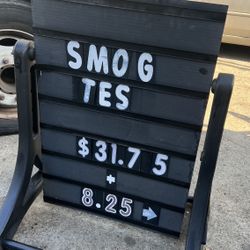 SMOG
TES
$31.75
+
8.25 →